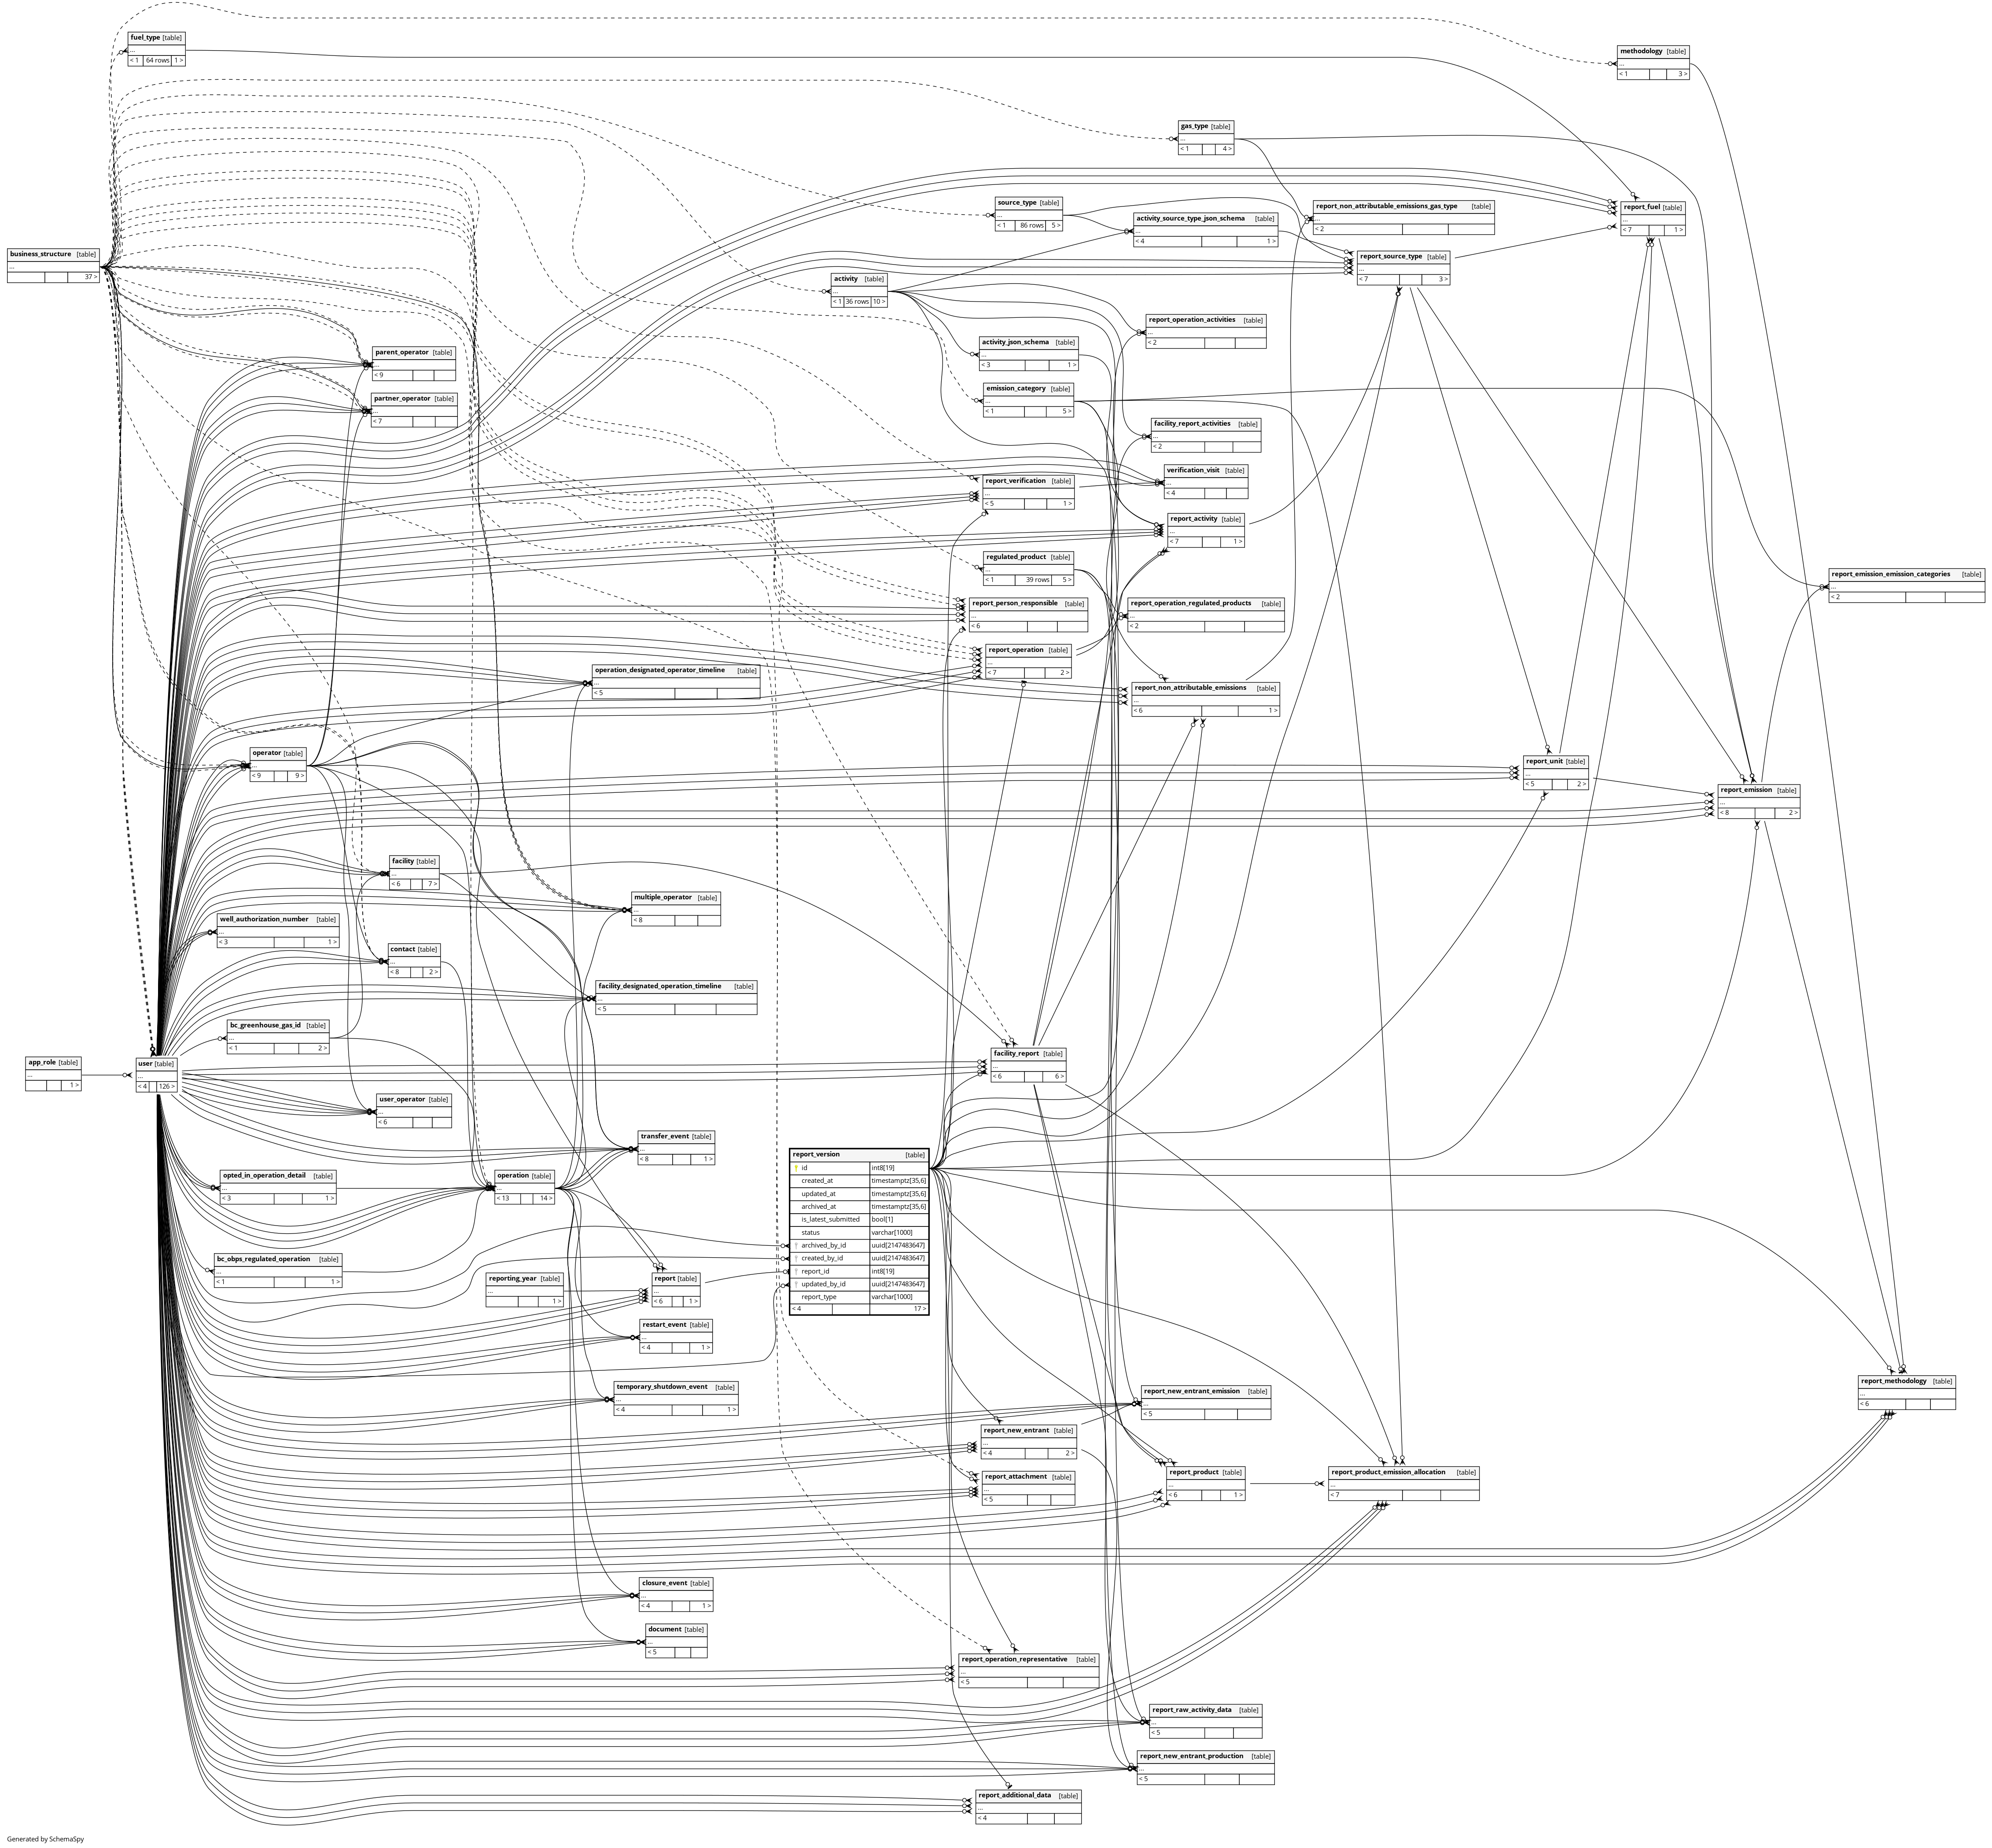 fuel_type [table]
...
< 1 64 rows 1 >
methodology [table]
...
< 1 3 >
gas_type [table]
...
< 1 4 >
source_type [table]
...
< 1 86 rows 5 >
report_non_attributable_emissions_gas_type [table]
...
< 2
report_fuel [table]
...
< 7 1 >
activity_source_type_json_schema [table]
...
< 4 1 >
business_structure [table]
...
37 >
report_source_type [table]
...
< 7 3 >
activity [table]
...
< 1 36 rows 10 >
report_operation_activities [table]
...
< 2
activity_json_schema [table]
...
< 3 1 >
parent_operator [table]
...
< 9
emission_category [table]
...
< 1 5 >
partner_operator [table]
...
< 7
facility_report_activities [table]
...
< 2
verification_visit [table]
...
< 4
report_verification [table]
...
< 5 1 >
report_activity [table]
...
< 7 1 >
regulated_product [table]
...
< 1 39 rows 5 >
report_emission_emission_categories [table]
...
< 2
report_person_responsible [table]
...
< 6
report_operation_regulated_products [table]
...
< 2
report_operation [table]
...
< 7 2 >
operation_designated_operator_timeline [table]
...
< 5
report_non_attributable_emissions [table]
...
< 6 1 >
operator [table]
...
< 9 9 >
report_unit [table]
...
< 5 2 >
report_emission [table]
...
< 8 2 >
facility [table]
...
< 6 7 >
multiple_operator [table]
...
< 8
well_authorization_number [table]
...
< 3 1 >
contact [table]
...
< 8 2 >
facility_designated_operation_timeline [table]
...
< 5
bc_greenhouse_gas_id [table]
...
< 1 2 >
app_role [table]
...
1 >
user [table]
...
< 4 126 >
facility_report [table]
...
< 6 6 >
user_operator [table]
...
< 6
transfer_event [table]
...
< 8 1 >
report_version [table]
id int8[19]
created_at timestamptz[35,6]
updated_at timestamptz[35,6]
archived_at timestamptz[35,6]
is_latest_submitted bool[1]
status varchar[1000]
archived_by_id uuid[2147483647]
created_by_id uuid[2147483647]
report_id int8[19]
updated_by_id uuid[2147483647]
report_type varchar[1000]
< 4 17 >
opted_in_operation_detail [table]
...
< 3 1 >
operation [table]
...
< 13 14 >
bc_obps_regulated_operation [table]
...
< 1 1 >
reporting_year [table]
...
1 >
report [table]
...
< 6 1 >
restart_event [table]
...
< 4 1 >
temporary_shutdown_event [table]
...
< 4 1 >
report_new_entrant_emission [table]
...
< 5
report_methodology [table]
...
< 6
report_new_entrant [table]
...
< 4 2 >
report_attachment [table]
...
< 5
report_product [table]
...
< 6 1 >
report_product_emission_allocation [table]
...
< 7
closure_event [table]
...
< 4 1 >
document [table]
...
< 5
report_operation_representative [table]
...
< 5
report_raw_activity_data [table]
...
< 5
report_new_entrant_production [table]
...
< 5
report_additional_data [table]
...
< 4
Generated by SchemaSpy